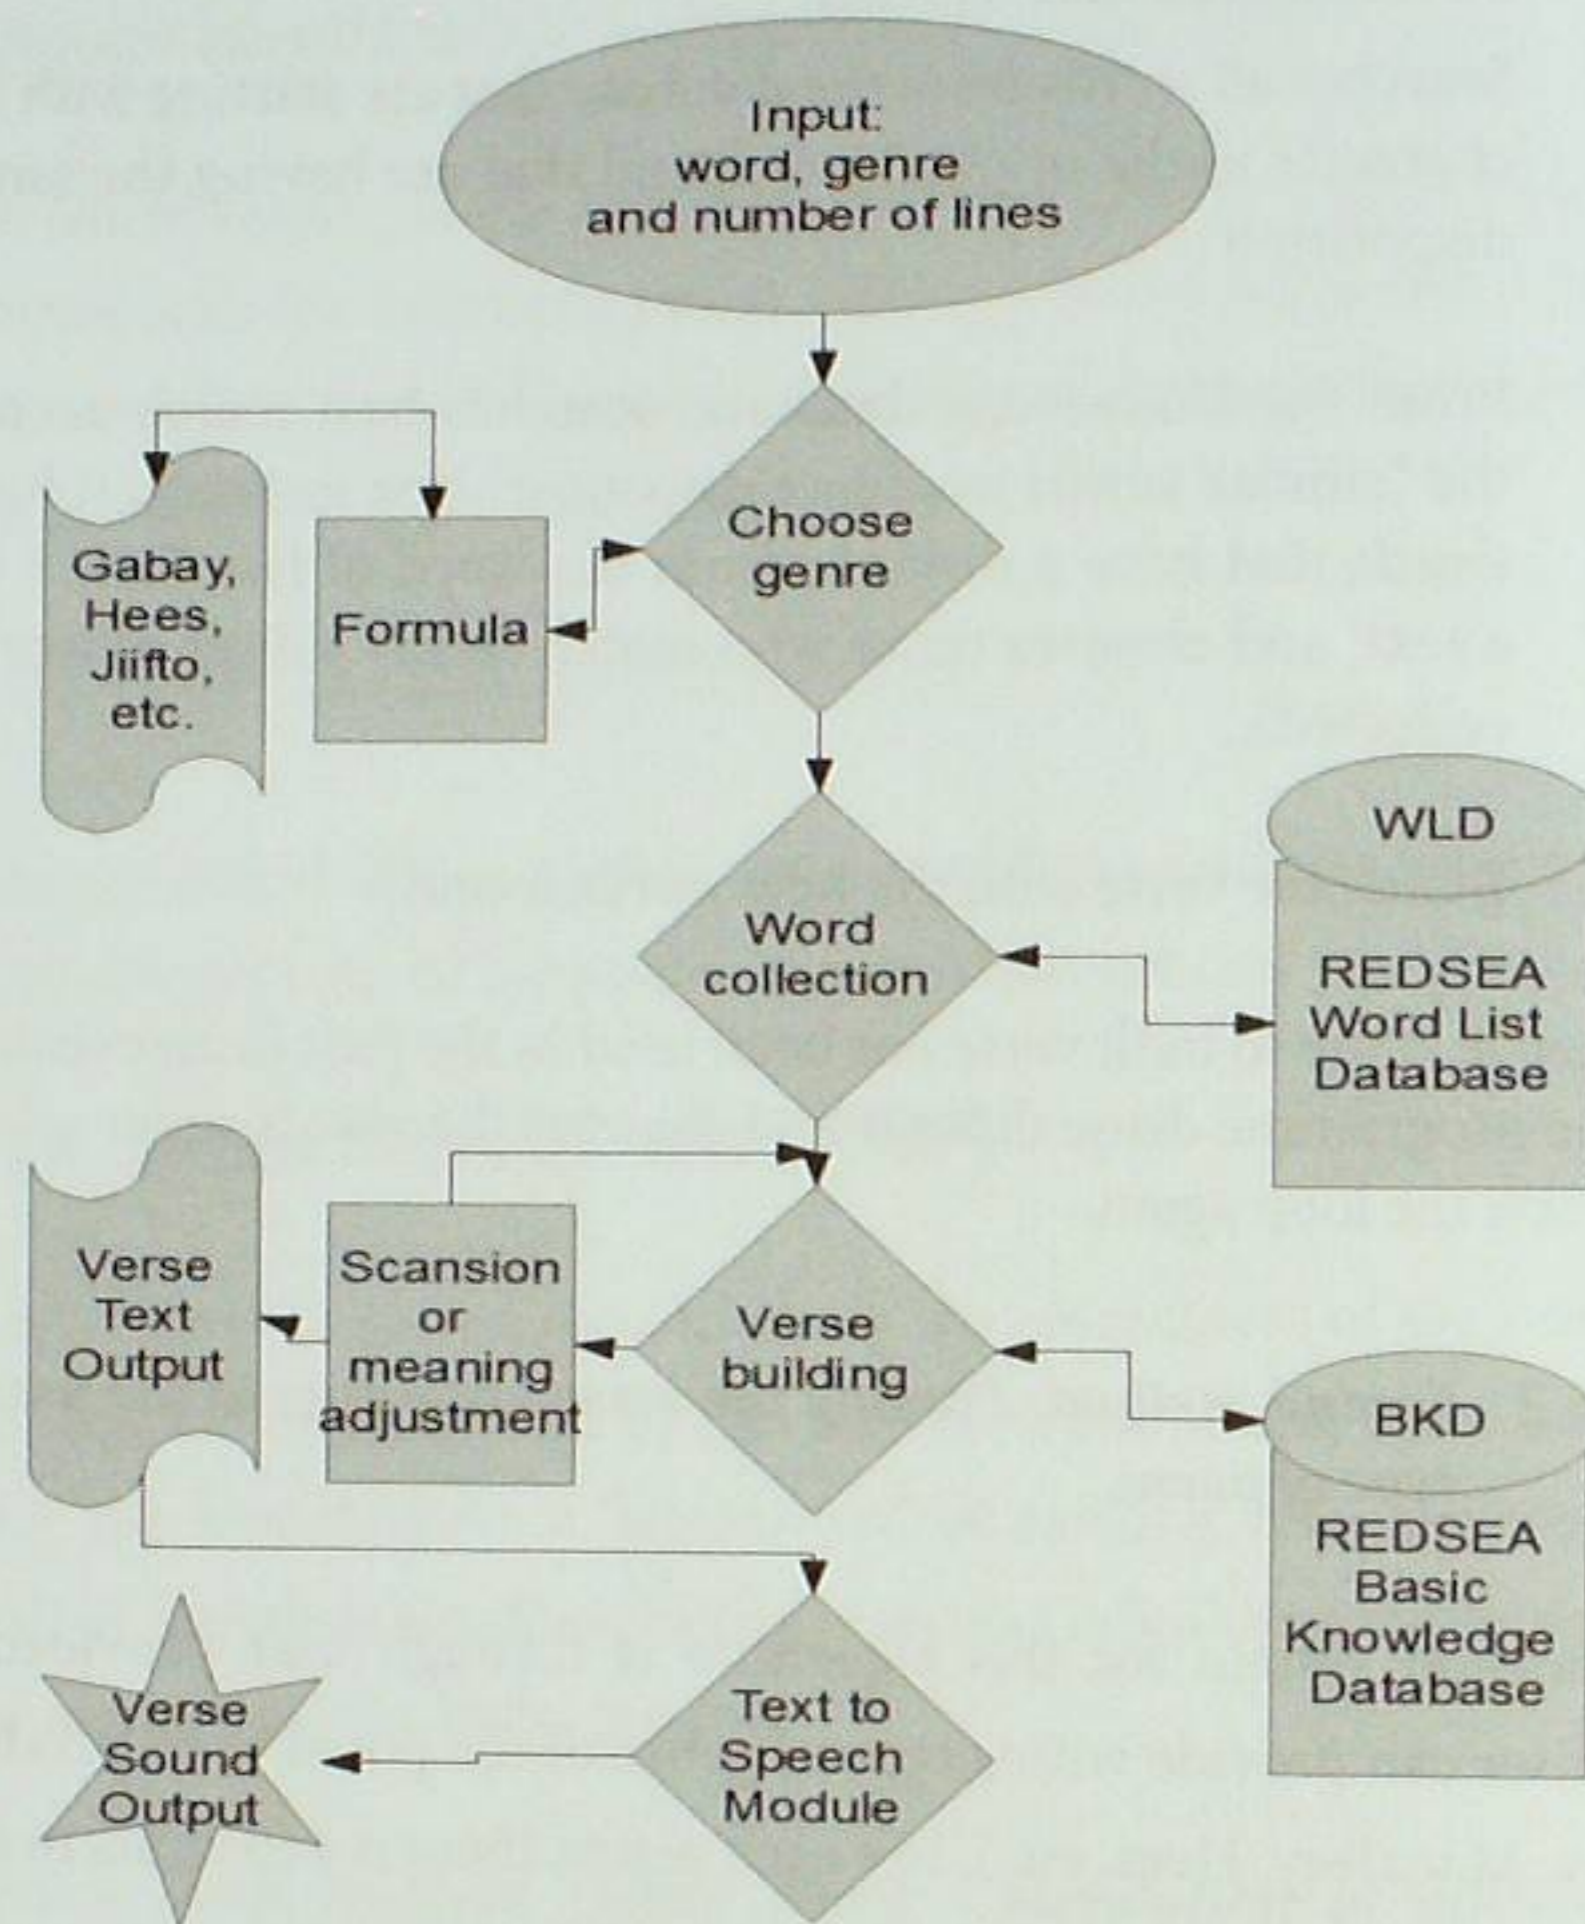 Input:
word, genre
and number of lines
Choose
genre
Formula
Gabay,
Hees,
Jiifto,
etc.
Word
collection
WLD
REDSEA
Word List
Database
Verse
building
Scansion
or
meaning
adjustment
Verse
Text
Output
BKD
REDSEA
Basic
Knowledge
Database
Text to
Speech
Module
Verse
Sound
Output